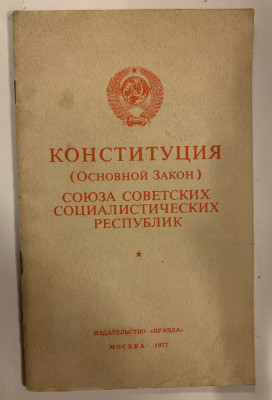 КОНСТИТУЦИЯ
(ОСНОВНОЙ ЗАКОН)
СОЮЗА СОВЕТСКИХ
СОЦИАЛИСТИЧЕСКИХ
РЕСПУБЛИК
ИЗДАТЕЛЬСТВО «ПРАВДА»
МОСКВА · 1977